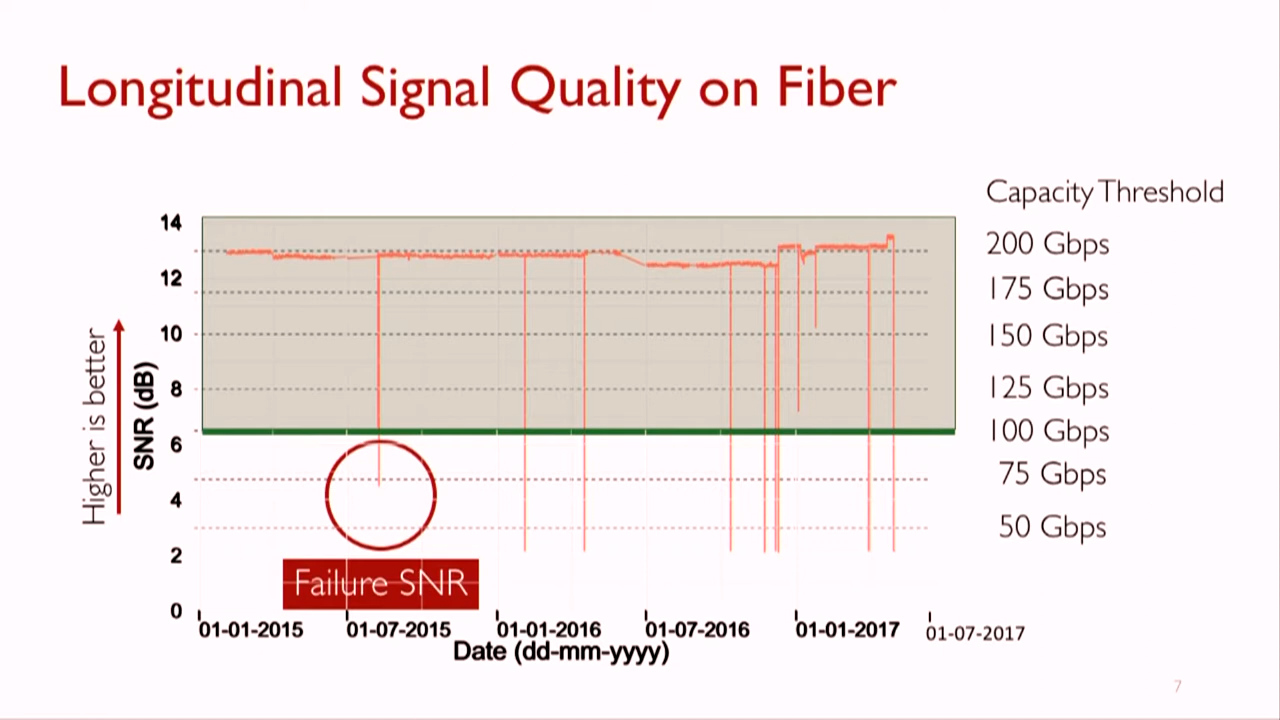 Longitudinal Signal Quality on Fiber
Capacity Threshold
14
12
10
8
6
4
2
0
SNR (dB)
Higher is better
200 Gbps
175 Gbps
150 Gbps
125 Gbps
100 Gbps
75 Gbps
50 Gbps
Failure SNR
01-01-2015 01-07-2015 01-01-2016 01-07-2016 01-01-2017 01-07-2017
Date (dd-mm-yyyy)
7